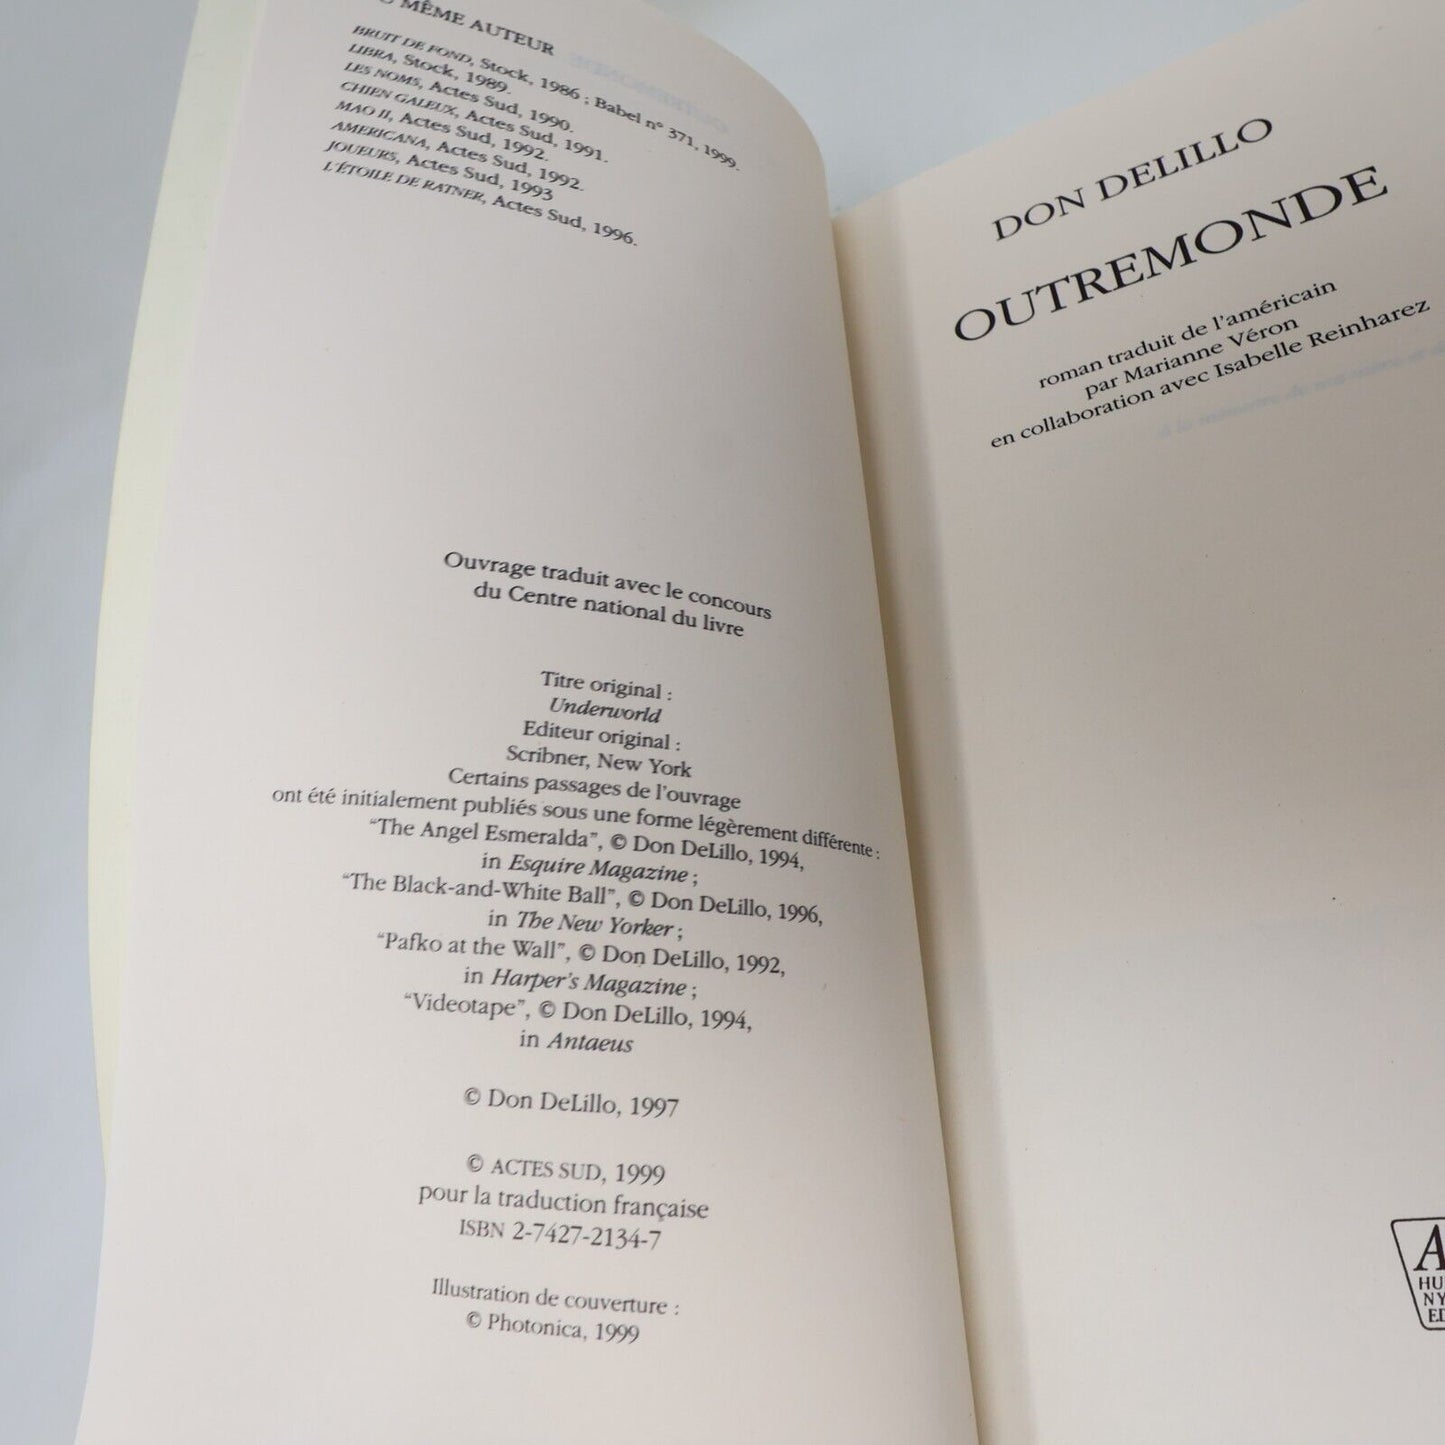 MÊME AUTEUR
BRUIT DE FOND, Stock, 1986 ; Babel n° 371, 1999.
LIBRA, Stock, 1989.
LES NOMS, Actes Sud, 1990.
CHIEN GALEUX, Actes Sud, 1991.
MAO II, Actes Sud, 1992.
AMERICANA, Actes Sud, 1992.
JOUEURS, Actes Sud, 1993
L'ÉTOILE DE RATNER, Actes Sud, 1996.
Ouvrage traduit avec le concours
du Centre national du livre
Titre original :
Underworld
Editeur original :
Scribner, New York
Certains passages de l'ouvrage
ont été initialement publiés sous une forme légèrement différente :
“The Angel Esmeralda”, © Don DeLillo, 1994,
in Esquire Magazine ;
“The Black-and-White Ball”, © Don DeLillo, 1996,
in The New Yorker ;
“Pafko at the Wall”, © Don DeLillo, 1992,
in Harper's Magazine ;
“Videotape”, © Don DeLillo, 1994,
in Antaeus
© Don DeLillo, 1997
© ACTES SUD, 1999
pour la traduction française
ISBN 2-7427-2134-7
Illustration de couverture :
© Photonica, 1999
DON DELILLO
OUTREMONDE
roman traduit de l'américain
par Marianne Véron
en collaboration avec Isabelle Reinharez
A
HU
NY
ED